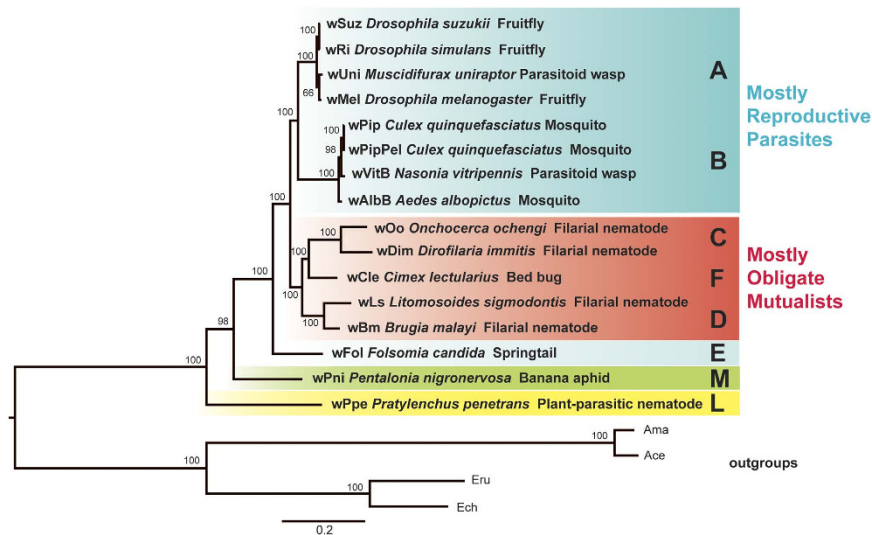 wSuz Drosophila suzukii Fruitfly
wRi Drosophila simulans Fruitfly
wUni Muscidifurax uniraptor Parasitoid wasp
wMel Drosophila melanogaster Fruitfly
A
wPip Culex quinquefasciatus Mosquito
wPipPel Culex quinquefasciatus Mosquito
wVitB Nasonia vitripennis Parasitoid wasp
wAlbB Aedes albopictus Mosquito
B
Mostly
Reproductive
Parasites
wOo Onchocerca ochengi Filarial nematode
wDim Dirofilaria immitis Filarial nematode
C
wCle Cimex lectularius Bed bug
F
wLs Litomosoides sigmodontis Filarial nematode
wBm Brugia malayi Filarial nematode
D
Mostly
Obligate
Mutualists
wFol Folsomia candida Springtail
E
wPni Pentalonia nigronervosa Banana aphid
M
wPpe Pratylenchus penetrans Plant-parasitic nematode
L
Ama
Ace
outgroups
Eru
Ech
100
100
66
100
100
98
100
100
100
100
100
100
98
100
100
100
100
0.2